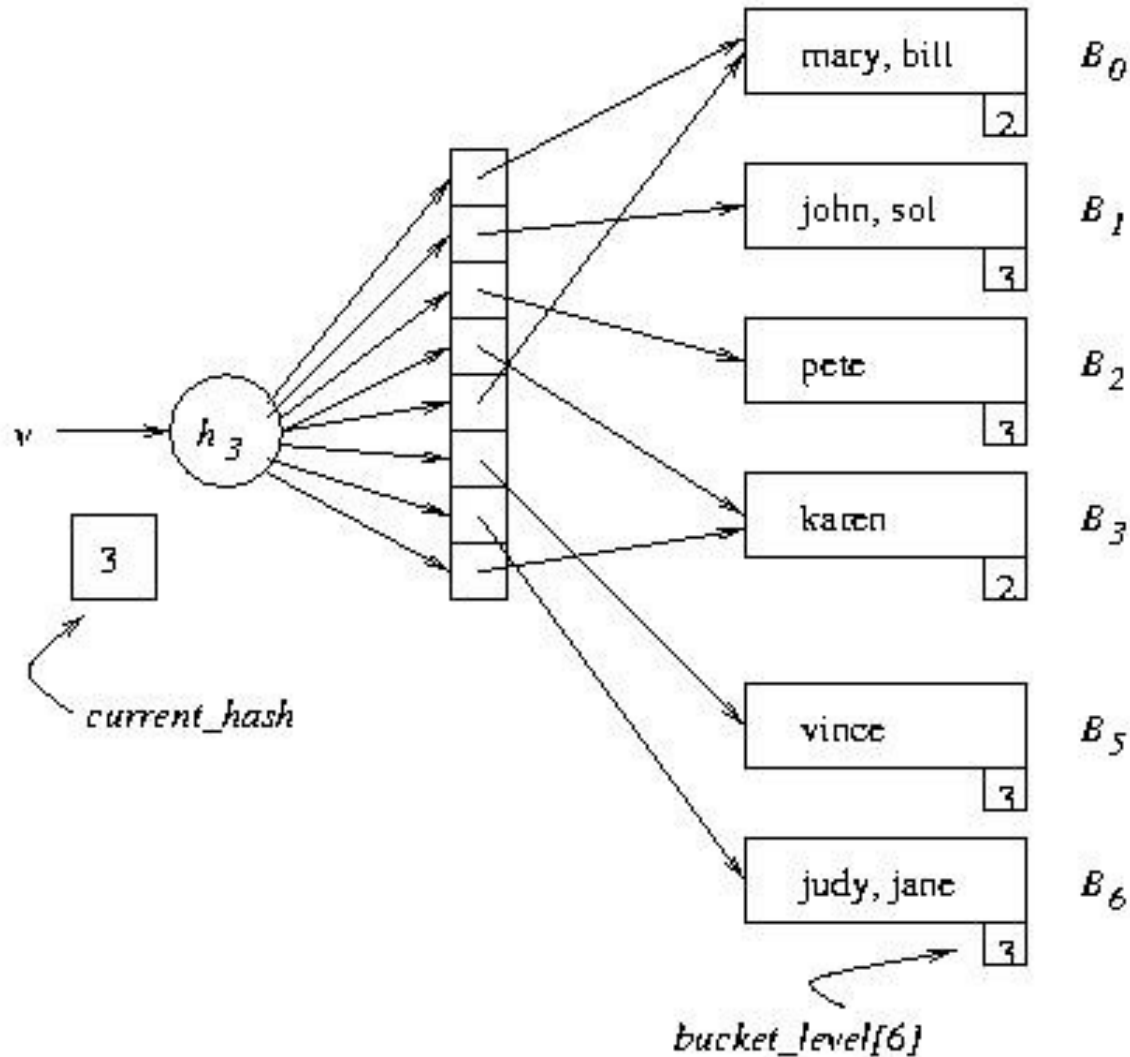 mary, bill B0
2
john, sol B1
3
pete B2
3
v h3
karen B3
3
2
current_hash
vince B5
3
judy, jane B6
3
bucket_level[6]